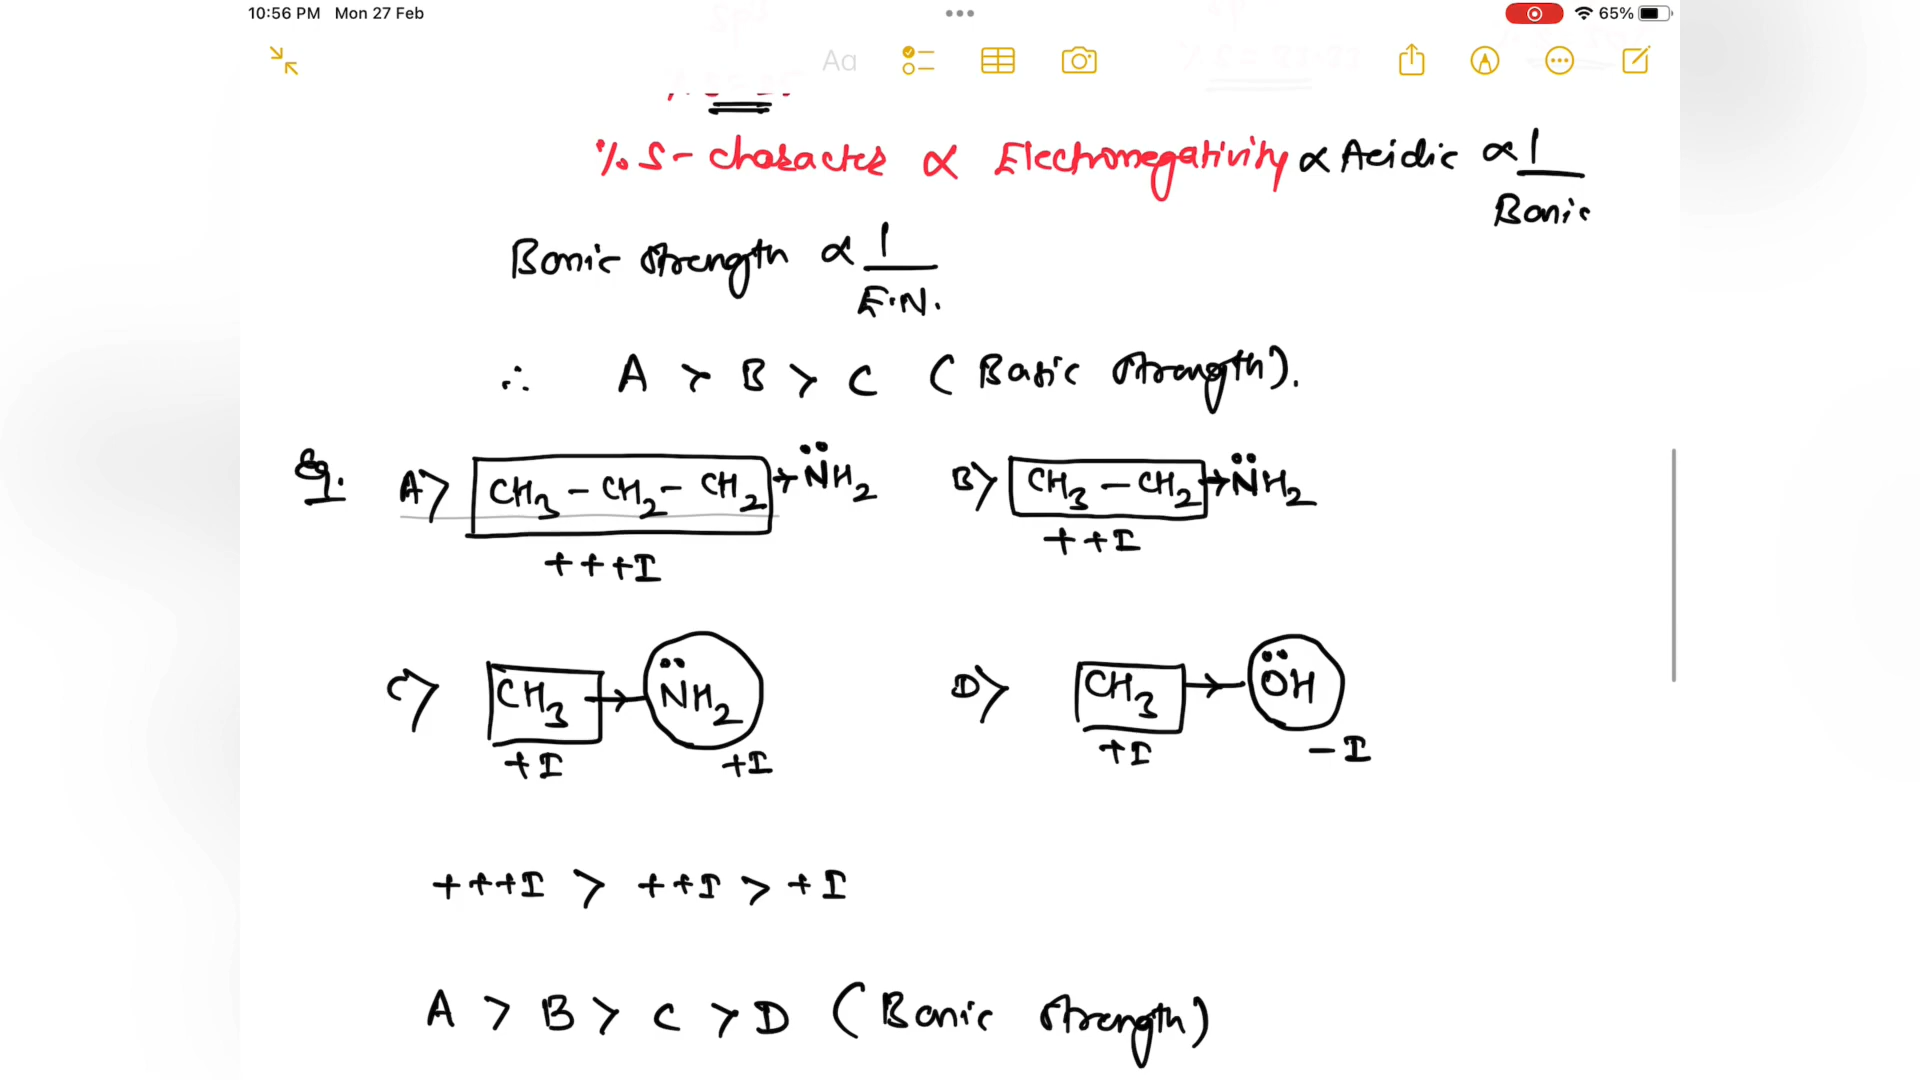 10:56 PM Mon 27 Feb
65%
Aa
% S - character ∝ Electronegativity ∝ Acidic ∝ 1/Basic
Basic strength ∝ 1/E.N.
∴ A > B > C (Basic strength).
Eg. A> CH3 - CH2 - CH2 → N̈H2 B> CH3 - CH2 → N̈H2
+++I ++I
C> CH3 → N̈H2 D> CH3 → ÖH
+I +I +I -I
+++I > ++I > +I
A > B > C > D (Basic strength)